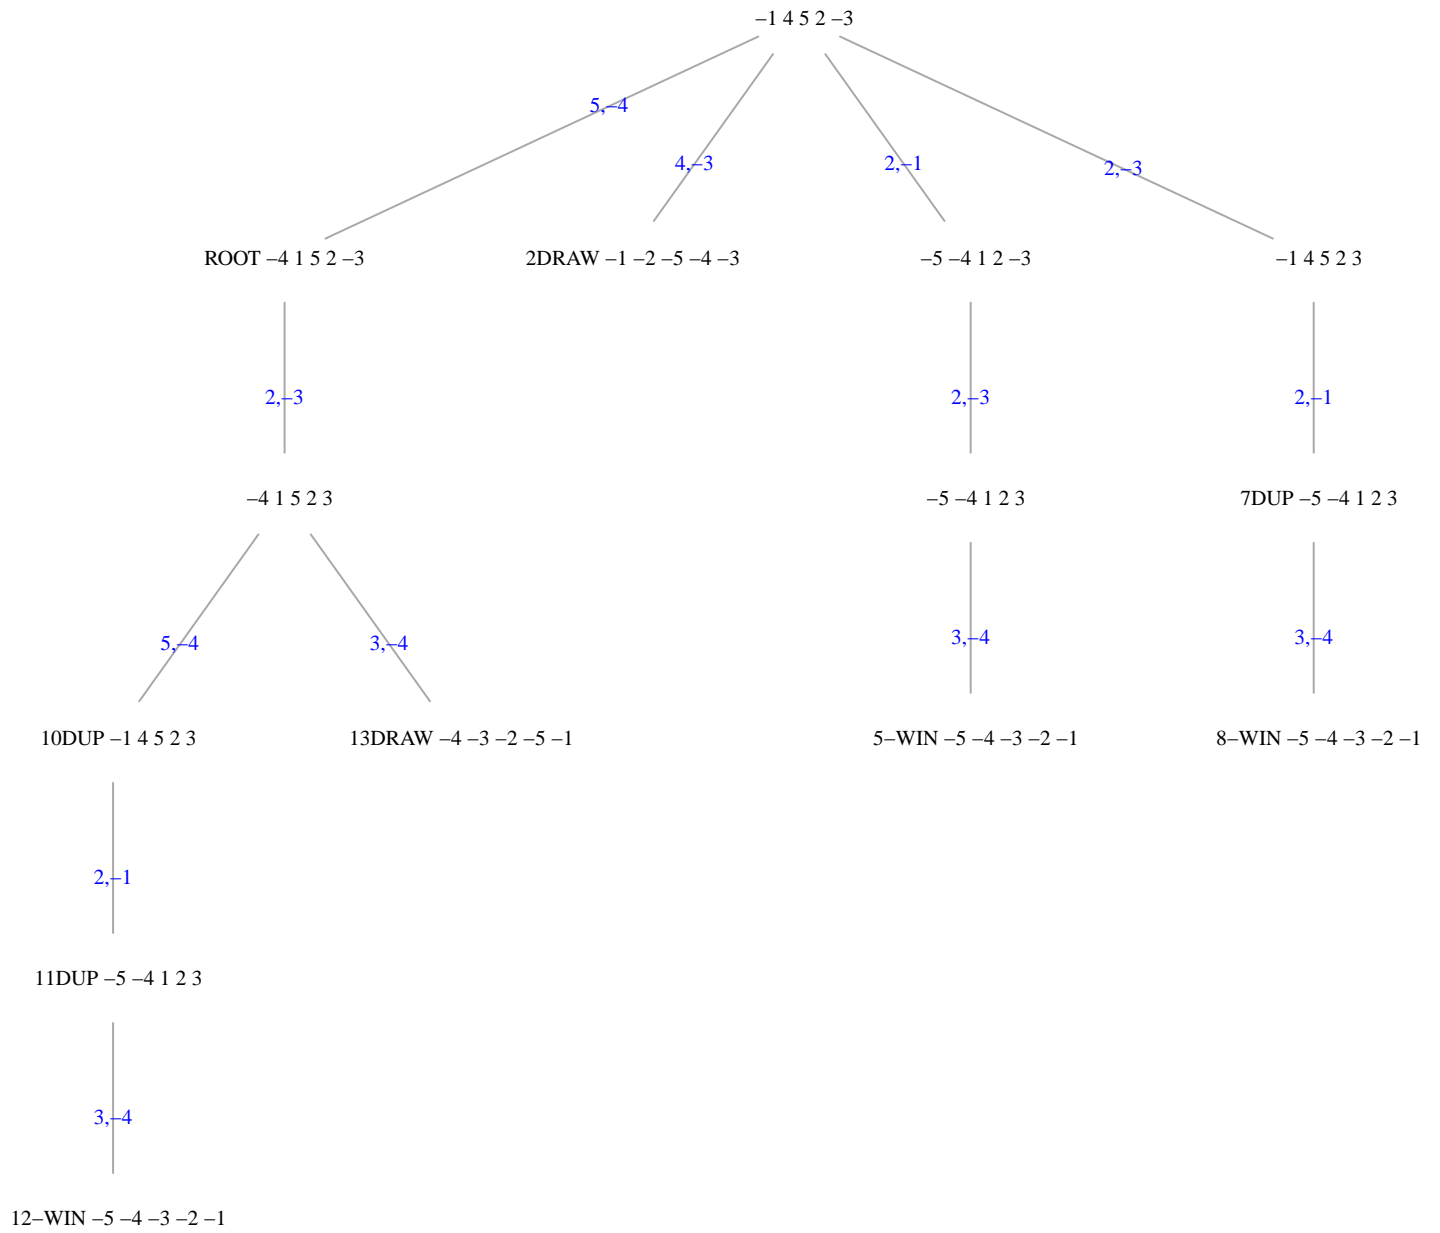 –1 4 5 2 –3
5,–4
4,–3
2,–1
2,–3
ROOT –4 1 5 2 –3
2DRAW –1 –2 –5 –4 –3
–5 –4 1 2 –3
–1 4 5 2 3
2,–3
2,–3
2,–1
–4 1 5 2 3
–5 –4 1 2 3
7DUP –5 –4 1 2 3
5,–4
3,–4
3,–4
3,–4
10DUP –1 4 5 2 3
13DRAW –4 –3 –2 –5 –1
5–WIN –5 –4 –3 –2 –1
8–WIN –5 –4 –3 –2 –1
2,–1
11DUP –5 –4 1 2 3
3,–4
12–WIN –5 –4 –3 –2 –1